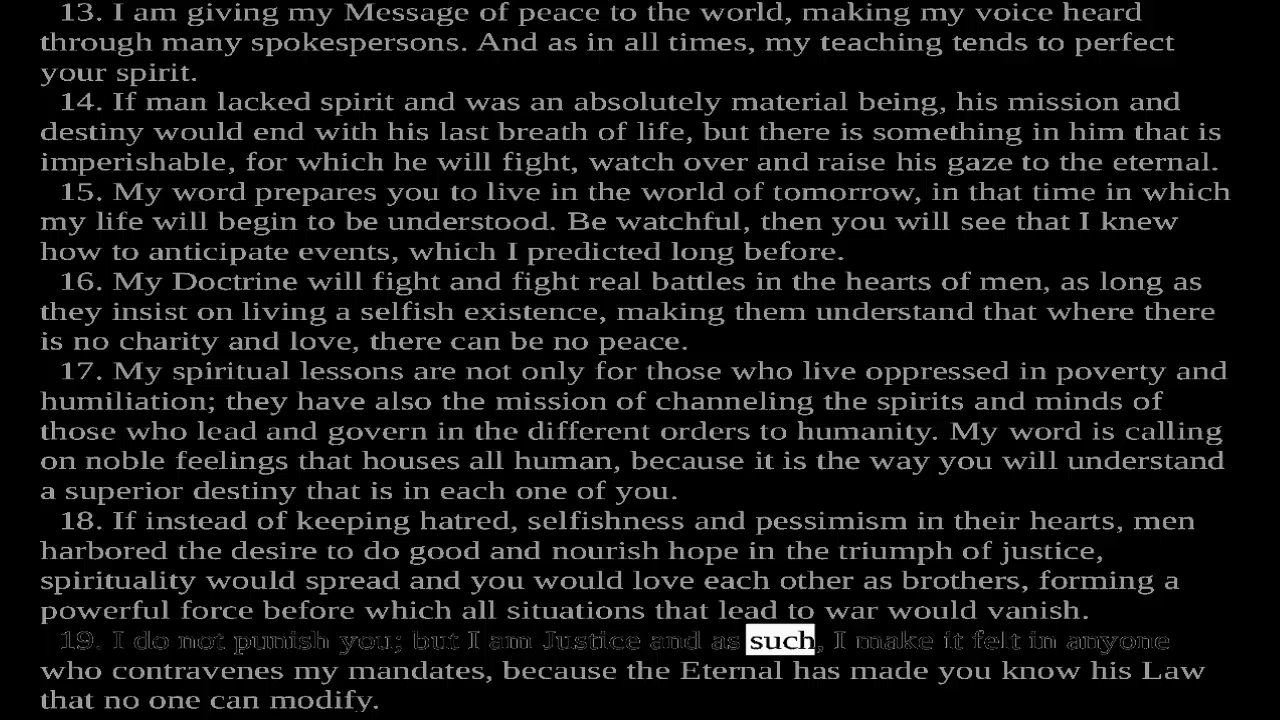 13. I am giving my Message of peace to the world, making my voice heard
through many spokespersons. And as in all times, my teaching tends to perfect
your spirit.
14. If man lacked spirit and was an absolutely material being, his mission and
destiny would end with his last breath of life, but there is something in him that is
imperishable, for which he will fight, watch over and raise his gaze to the eternal.
15. My word prepares you to live in the world of tomorrow, in that time in which
my life will begin to be understood. Be watchful, then you will see that I knew
how to anticipate events, which I predicted long before.
16. My Doctrine will fight and fight real battles in the hearts of men, as long as
they insist on living a selfish existence, making them understand that where there
is no charity and love, there can be no peace.
17. My spiritual lessons are not only for those who live oppressed in poverty and
humiliation; they have also the mission of channeling the spirits and minds of
those who lead and govern in the different orders to humanity. My word is calling
on noble feelings that houses all human, because it is the way you will understand
a superior destiny that is in each one of you.
18. If instead of keeping hatred, selfishness and pessimism in their hearts, men
harbored the desire to do good and nourish hope in the triumph of justice,
spirituality would spread and you would love each other as brothers, forming a
powerful force before which all situations that lead to war would vanish.
19. I do not punish you; but I am Justice and as such, I make it felt in anyone
who contravenes my mandates, because the Eternal has made you know his Law
that no one can modify.